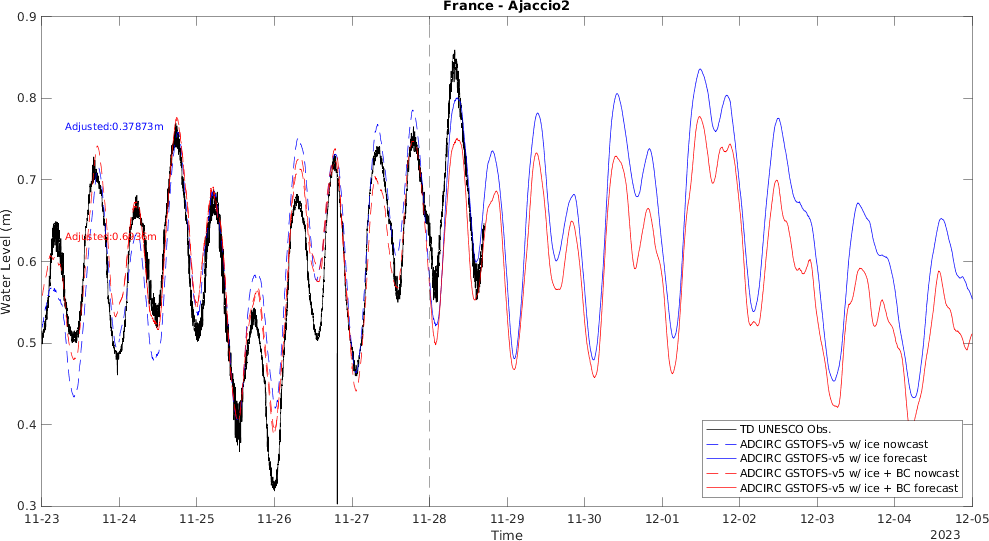 France - Ajaccio2
0.9
0.8
0.7
0.6
0.5
0.4
0.3
Water Level (m)
Adjusted:0.37873m
TD UNESCO Obs.
ADCIRC GSTOFS-v5 w/ ice nowcast
ADCIRC GSTOFS-v5 w/ ice forecast
ADCIRC GSTOFS-v5 w/ ice + BC nowcast
ADCIRC GSTOFS-v5 w/ ice + BC forecast
11-23 11-24 11-25 11-26 11-27 11-28 11-29 11-30 12-01 12-02 12-03 12-04 12-05
Time
2023